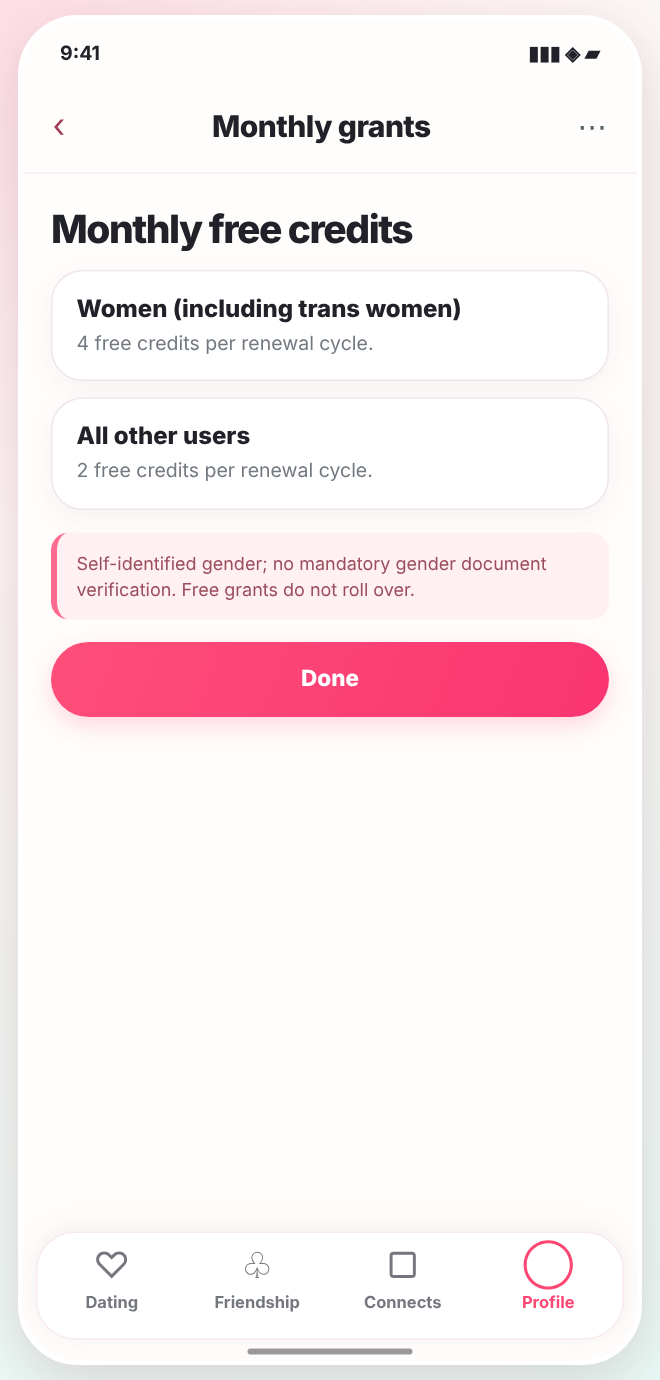 9:41
Monthly grants
Monthly free credits
Women (including trans women)
4 free credits per renewal cycle.
All other users
2 free credits per renewal cycle.
Self-identified gender; no mandatory gender document
verification. Free grants do not roll over.
Done
Dating
Friendship
Connects
Profile